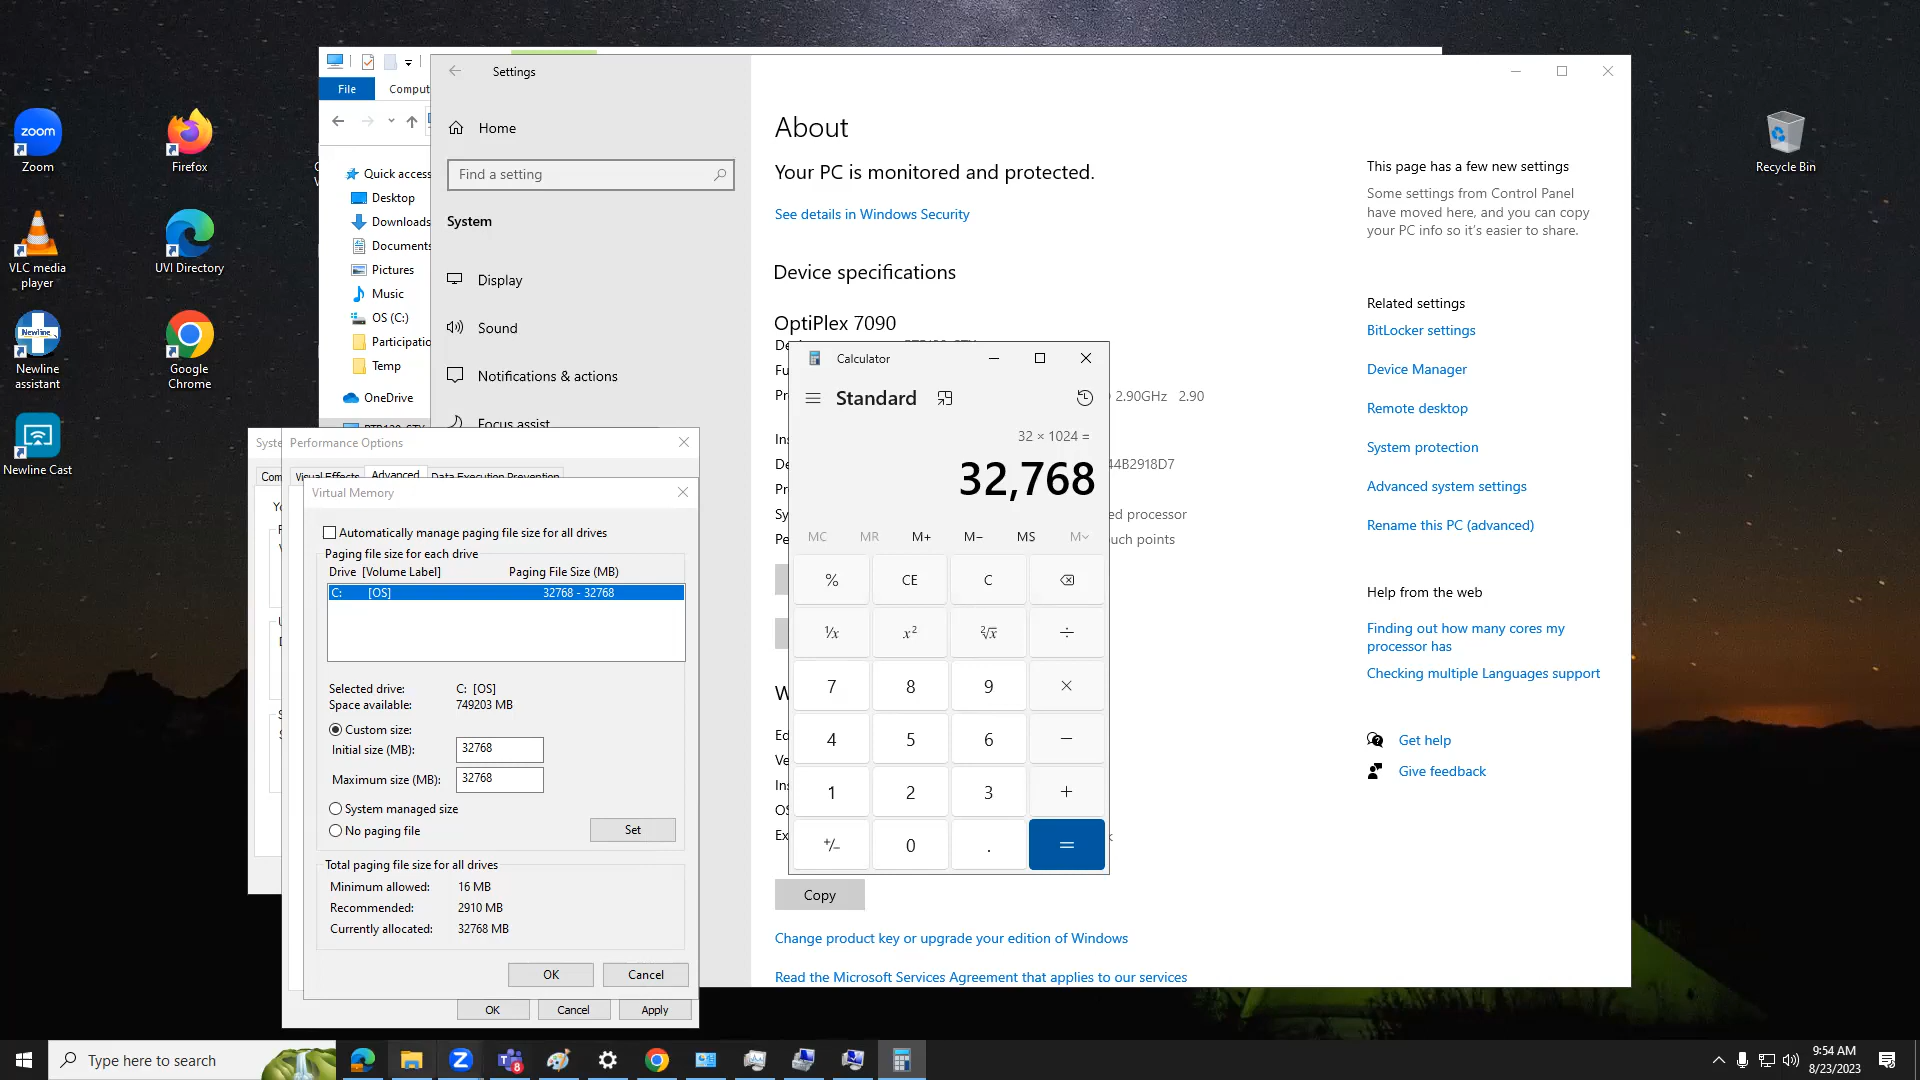 zoom
Zoom
Firefox
VLC media
player
UVI Directory
Newline
Newline
assistant
Google
Chrome
Newline Cast
Recycle Bin
File
Comput
Quick access
Desktop
Downloads
Documents
Pictures
Music
OS (C:)
Participatio
Temp
OneDrive
Settings
Home
Find a setting
System
Display
Sound
Notifications & actions
Focus assist
About
Your PC is monitored and protected.
See details in Windows Security
Device specifications
OptiPlex 7090
2.90GHz 2.90
44B2918D7
ed processor
uch points
Copy
Change product key or upgrade your edition of Windows
Read the Microsoft Services Agreement that applies to our services
This page has a few new settings
Some settings from Control Panel
have moved here, and you can copy
your PC info so it's easier to share.
Related settings
BitLocker settings
Device Manager
Remote desktop
System protection
Advanced system settings
Rename this PC (advanced)
Help from the web
Finding out how many cores my
processor has
Checking multiple Languages support
Get help
Give feedback
Calculator
Standard
32 × 1024 =
32,768
MC MR M+ M− MS M˅
% CE C
¹/x x² ²√x ÷
7 8 9 ×
4 5 6 −
1 2 3 +
+/− 0 . =
Syste
Com
Performance Options
Visual Effects Advanced Data Execution Prevention
Virtual Memory
Automatically manage paging file size for all drives
Paging file size for each drive
Drive [Volume Label] Paging File Size (MB)
C: [OS] 32768 - 32768
Selected drive: C: [OS]
Space available: 749203 MB
Custom size:
Initial size (MB): 32768
Maximum size (MB): 32768
System managed size
No paging file
Set
Total paging file size for all drives
Minimum allowed: 16 MB
Recommended: 2910 MB
Currently allocated: 32768 MB
OK Cancel
OK Cancel Apply
Type here to search
8
9:54 AM
8/23/2023